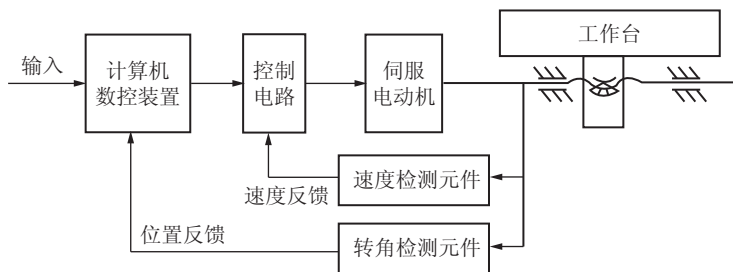 工作台
输入
计算机
数控装置
控制
电路
伺服
电动机
速度反馈
速度检测元件
位置反馈
转角检测元件